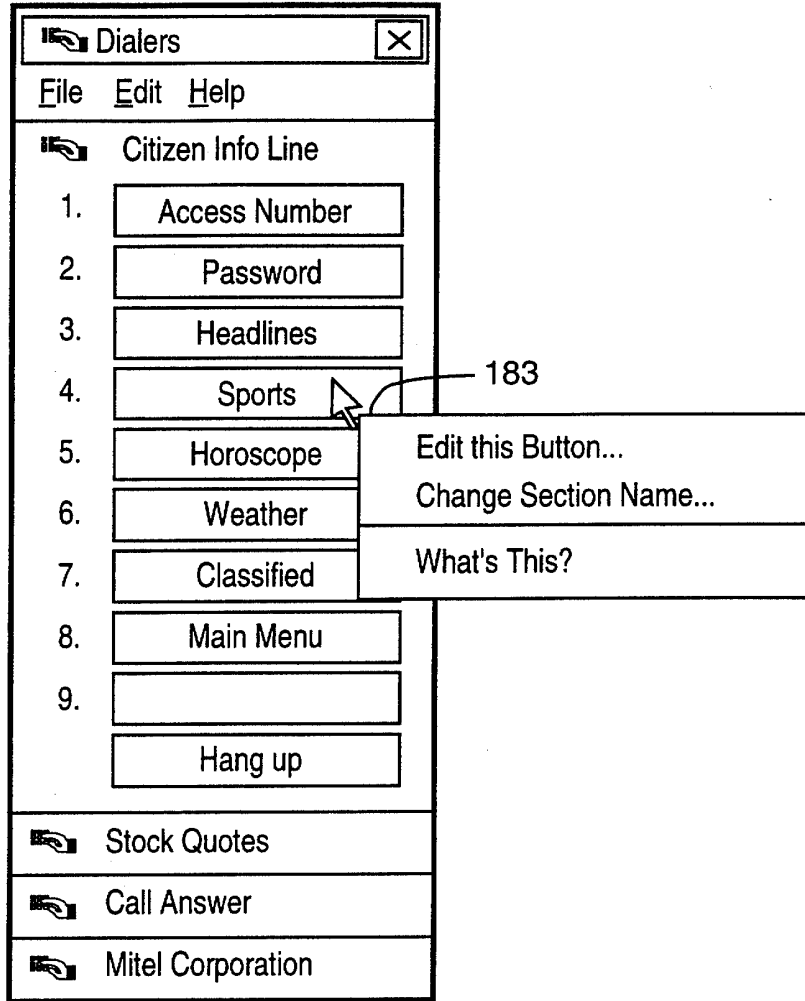 Dialers
File Edit Help
Citizen Info Line
1. Access Number
2. Password
3. Headlines
4. Sports
183
5. Horoscope
6. Weather
7. Classified
8. Main Menu
9.
Hang up
Edit this Button...
Change Section Name...
What's This?
Stock Quotes
Call Answer
Mitel Corporation